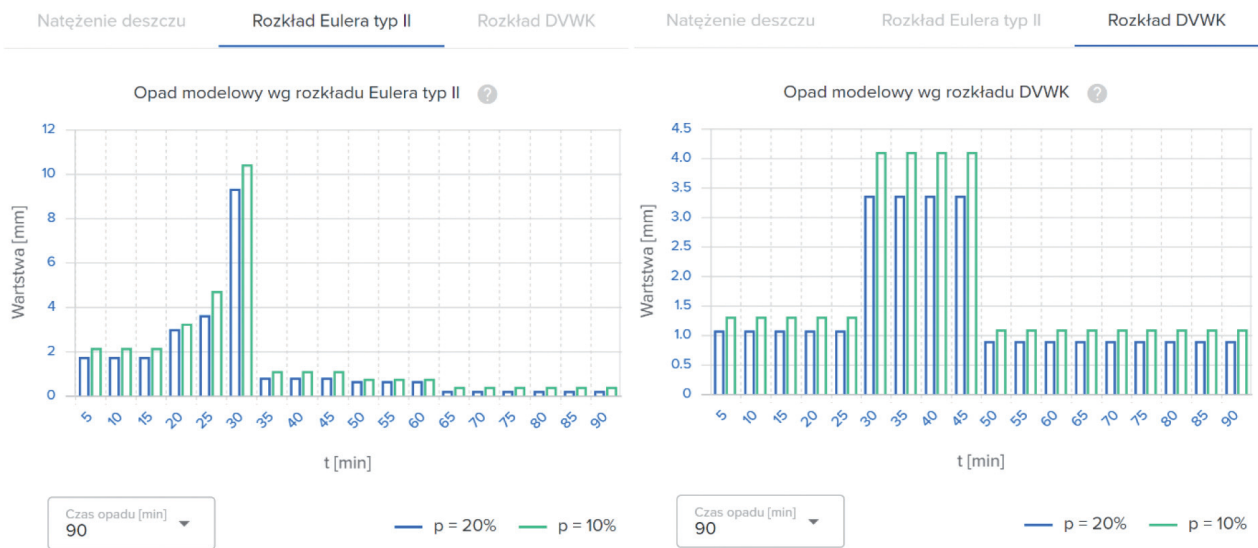 Natężenie deszczu Rozkład Eulera typ II Rozkład DVWK
Opad modelowy wg rozkładu Eulera typ II ?
Wartstwa [mm]
12
10
8
6
4
2
0
5 10 15 20 25 30 35 40 45 50 55 60 65 70 75 80 85 90
t [min]
Czas opadu [min]
90
p = 20% p = 10%
Natężenie deszczu Rozkład Eulera typ II Rozkład DVWK
Opad modelowy wg rozkładu DVWK ?
Wartstwa [mm]
4.5
4.0
3.5
3.0
2.5
2.0
1.5
1.0
0.5
0
5 10 15 20 25 30 35 40 45 50 55 60 65 70 75 80 85 90
t [min]
Czas opadu [min]
90
p = 20% p = 10%